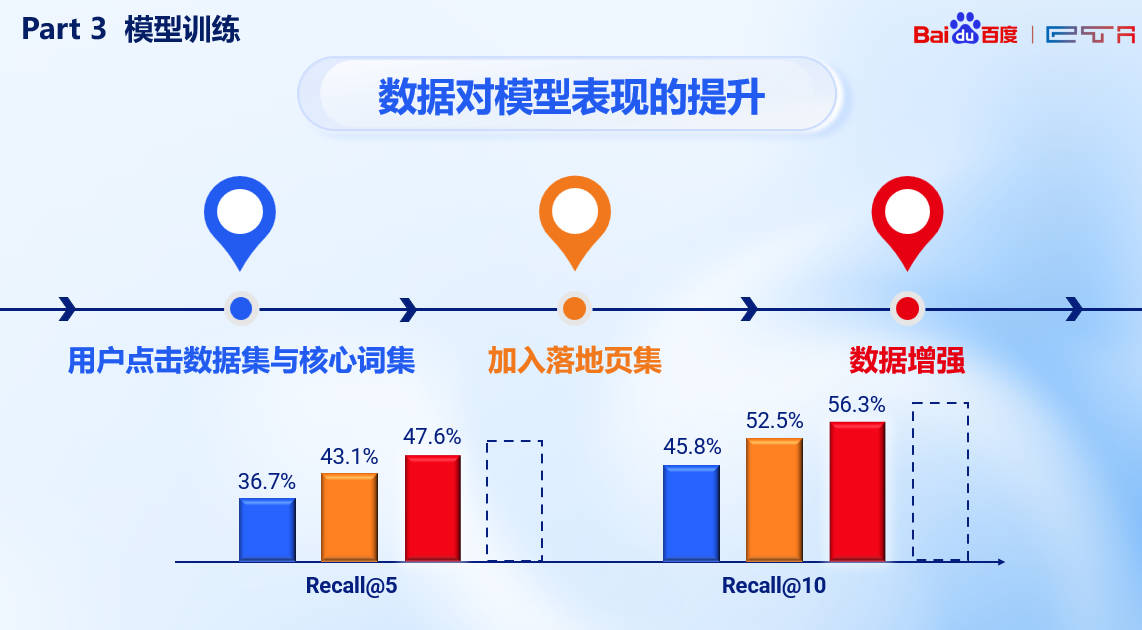 Part 3 模型训练
Bai du 百度 | ETA
数据对模型表现的提升
用户点击数据集与核心词集
加入落地页集
数据增强
36.7%
43.1%
47.6%
45.8%
52.5%
56.3%
Recall@5
Recall@10